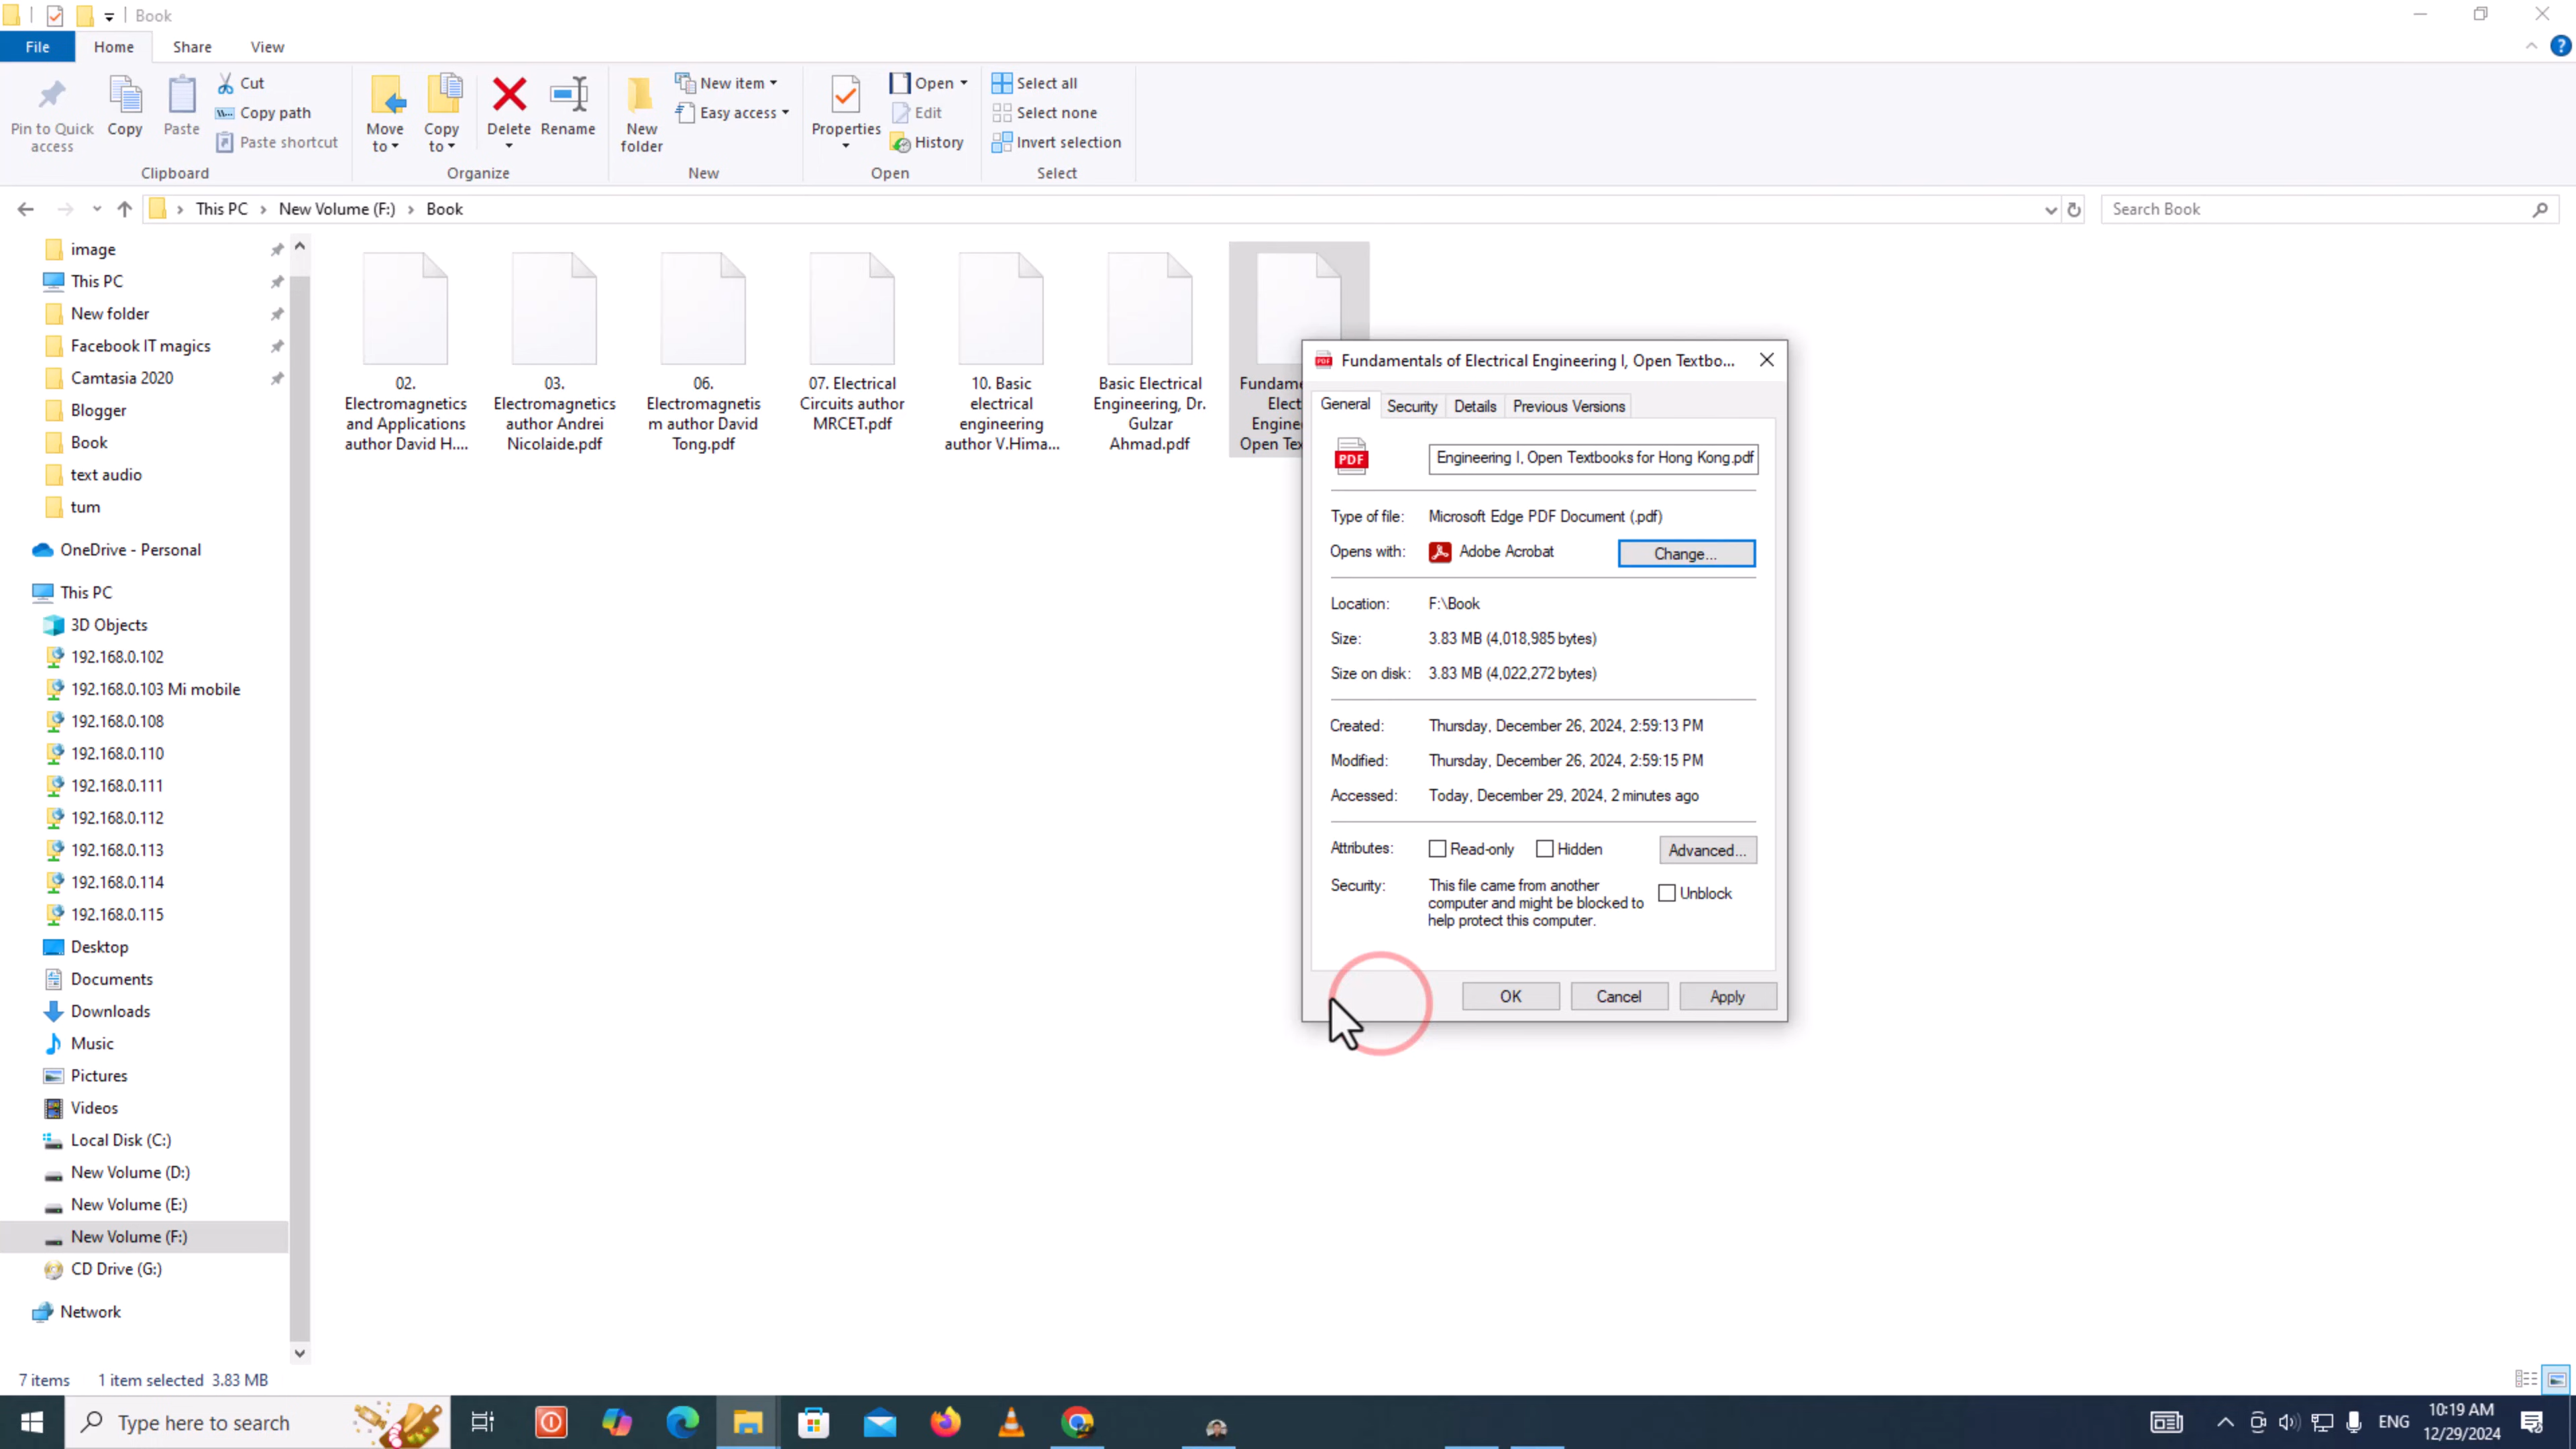 Book
File Home Share View
Pin to Quick access
Copy
Paste
Cut
Copy path
Paste shortcut
Clipboard
Move to
Copy to
Delete
Rename
Organize
New folder
New item
Easy access
New
Properties
Open
Edit
History
Open
Select all
Select none
Invert selection
Select
This PC > New Volume (F:) > Book
Search Book
image
This PC
New folder
Facebook IT magics
Camtasia 2020
Blogger
Book
text audio
tum
OneDrive - Personal
This PC
3D Objects
192.168.0.102
192.168.0.103 Mi mobile
192.168.0.108
192.168.0.110
192.168.0.111
192.168.0.112
192.168.0.113
192.168.0.114
192.168.0.115
Desktop
Documents
Downloads
Music
Pictures
Videos
Local Disk (C:)
New Volume (D:)
New Volume (E:)
New Volume (F:)
CD Drive (G:)
Network
02.
Electromagnetics
and Applications
author David H....
03.
Electromagnetics
author Andrei
Nicolaide.pdf
06.
Electromagnetis
m author David
Tong.pdf
07. Electrical
Circuits author
MRCET.pdf
10. Basic
electrical
engineering
author V.Hima...
Basic Electrical
Engineering, Dr.
Gulzar
Ahmad.pdf
Fundame
Elect
Engine
Open Tex
PDF Fundamentals of Electrical Engineering I, Open Textbo...
General Security Details Previous Versions
PDF
Engineering I, Open Textbooks for Hong Kong.pdf
Type of file: Microsoft Edge PDF Document (.pdf)
Opens with: Adobe Acrobat Change...
Location: F:\Book
Size: 3.83 MB (4,018,985 bytes)
Size on disk: 3.83 MB (4,022,272 bytes)
Created: Thursday, December 26, 2024, 2:59:13 PM
Modified: Thursday, December 26, 2024, 2:59:15 PM
Accessed: Today, December 29, 2024, 2 minutes ago
Attributes: Read-only Hidden Advanced...
Security: This file came from another
computer and might be blocked to
help protect this computer.
Unblock
OK Cancel Apply
7 items 1 item selected 3.83 MB
Type here to search
ENG
10:19 AM
12/29/2024